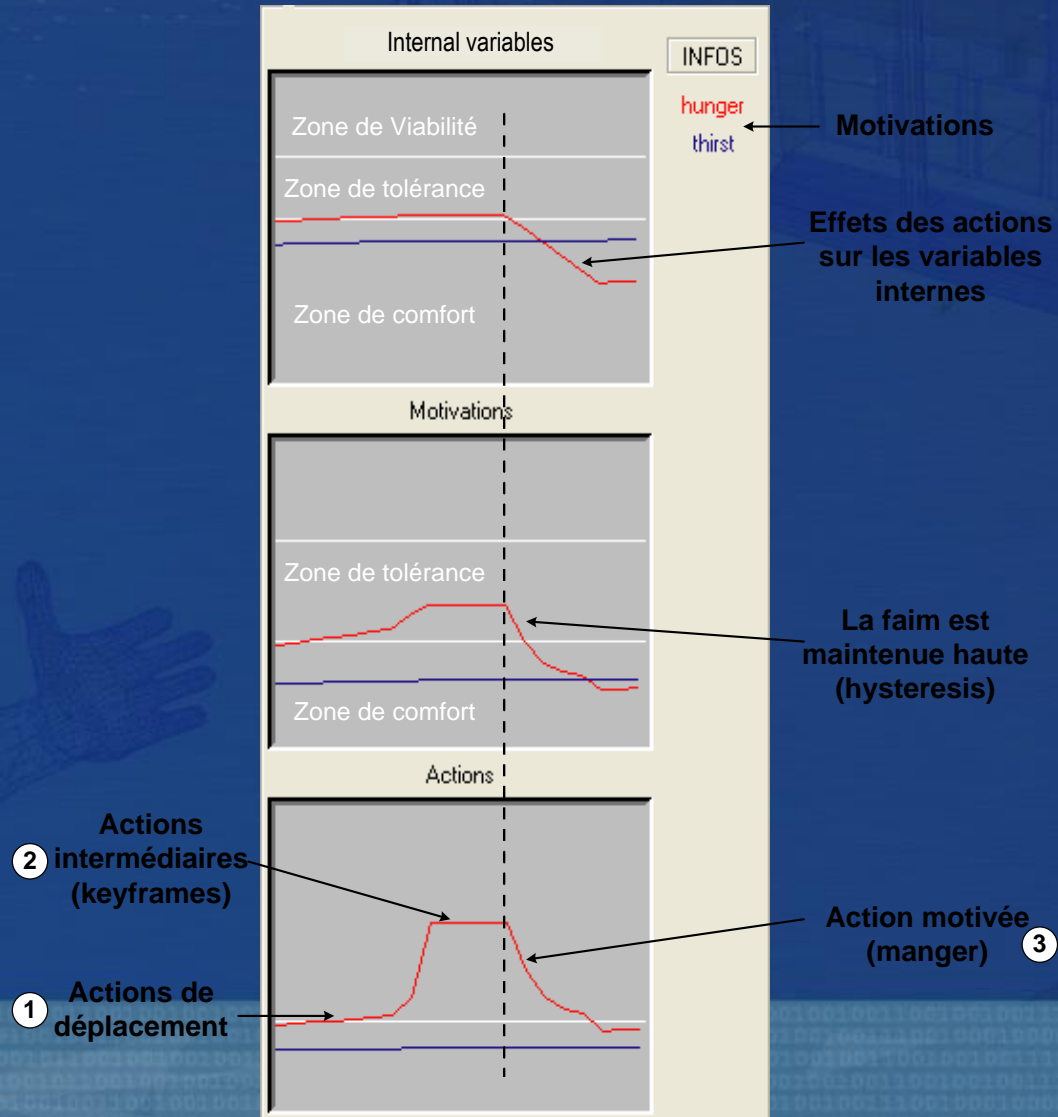 Internal variables
INFOS
hunger
thirst
Motivations
Zone de Viabilité
Zone de tolérance
Zone de comfort
Effets des actions
sur les variables
internes
Motivations
Zone de tolérance
Zone de comfort
La faim est
maintenue haute
(hysteresis)
Actions
Actions
2 intermédiaires
(keyframes)
Action motivée
(manger) 3
1 Actions de
déplacement